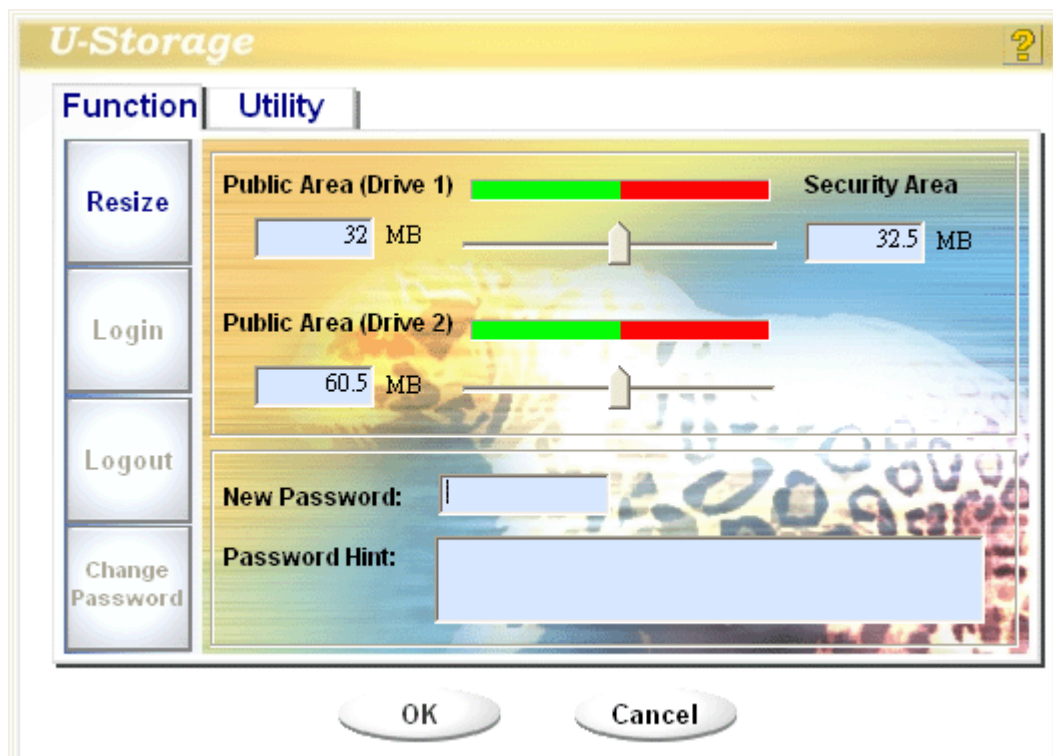 U-Storage
?
Function Utility
Resize
Login
Logout
Change
Password
Public Area (Drive 1)
Security Area
32 MB
32.5 MB
Public Area (Drive 2)
60.5 MB
New Password:
Password Hint:
OK
Cancel